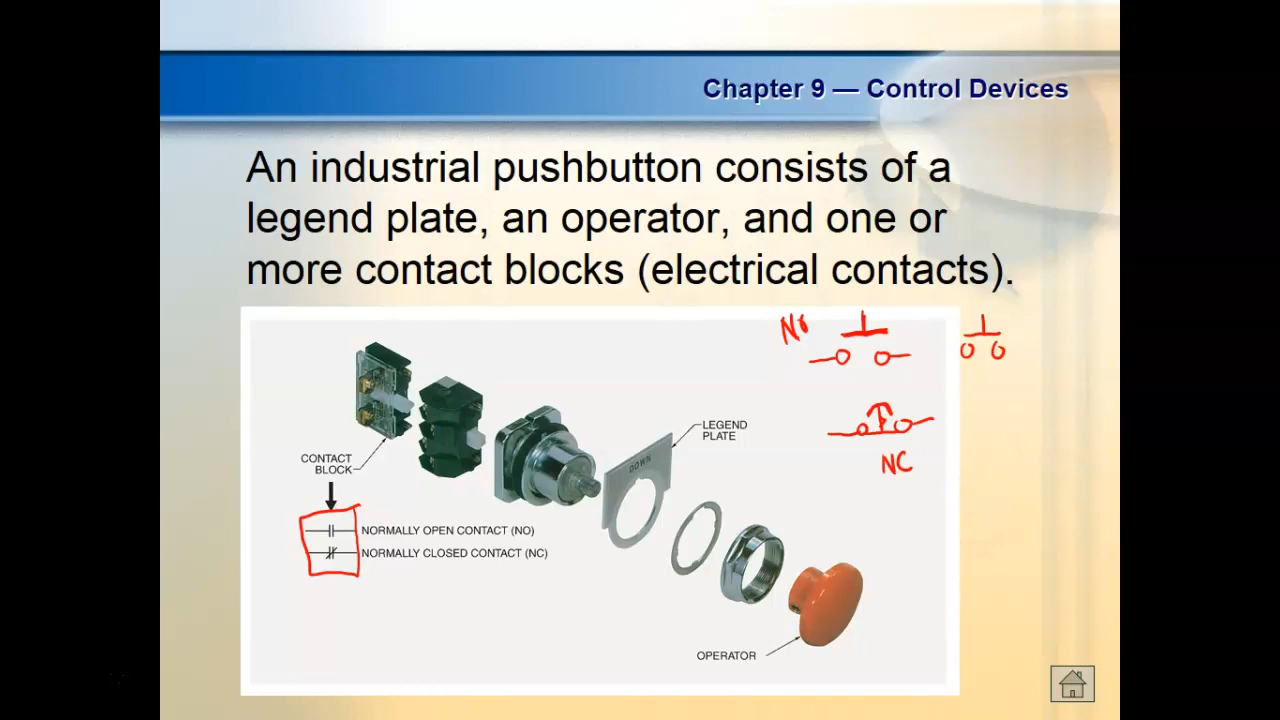 Chapter 9 — Control Devices
An industrial pushbutton consists of a
legend plate, an operator, and one or
more contact blocks (electrical contacts).
NO
LEGEND
PLATE
DOWN
CONTACT
BLOCK
NC
NORMALLY OPEN CONTACT (NO)
NORMALLY CLOSED CONTACT (NC)
OPERATOR